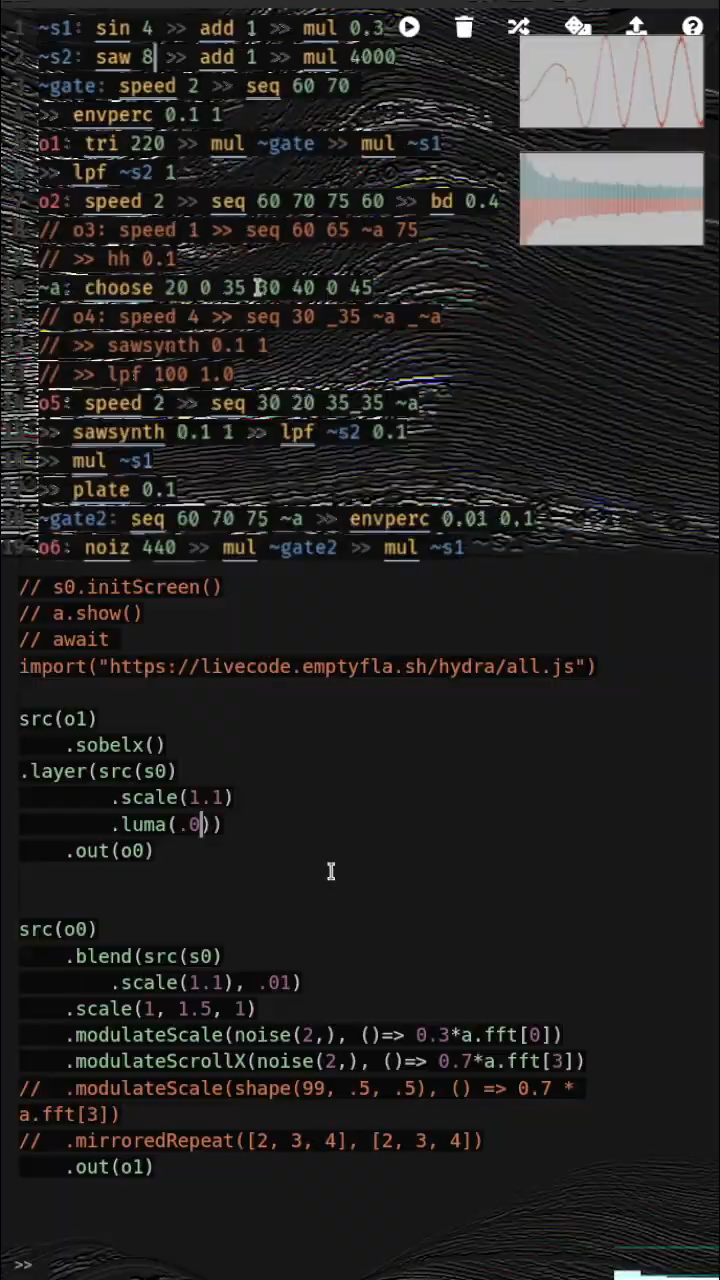 1 ~s1: sin 4 >> add 1 >> mul 0.3
2 ~s2: saw 8 >> add 1 >> mul 4000
~gate: speed 2 >> seq 60 70
>> envperc 0.1 1
o1: tri 220 >> mul ~gate >> mul ~s1
>> lpf ~s2 1
o2: speed 2 >> seq 60 70 75 60 >> bd 0.4
// o3: speed 1 >> seq 60 65 ~a 75
// >> hh 0.1
~a: choose 20 0 35 30 40 0 45
// o4: speed 4 >> seq 30 _35 ~a _~a
// >> sawsynth 0.1 1
// >> lpf 100 1.0
o5: speed 2 >> seq 30 20 35_35 ~a
>> sawsynth 0.1 1 >> lpf ~s2 0.1
>> mul ~s1
>> plate 0.1
~gate2: seq 60 70 75 ~a >> envperc 0.01 0.1
19 o6: noiz 440 >> mul ~gate2 >> mul ~s1
// s0.initScreen()
// a.show()
// await
import("https://livecode.emptyfla.sh/hydra/all.js")
src(o1)
.sobelx()
.layer(src(s0)
.scale(1.1)
.luma(.0))
.out(o0)
src(o0)
.blend(src(s0)
.scale(1.1), .01)
.scale(1, 1.5, 1)
.modulateScale(noise(2,), ()=> 0.3*a.fft[0])
.modulateScrollX(noise(2,), ()=> 0.7*a.fft[3])
// .modulateScale(shape(99, .5, .5), () => 0.7 *
a.fft[3])
// .mirroredRepeat([2, 3, 4], [2, 3, 4])
.out(o1)
>>